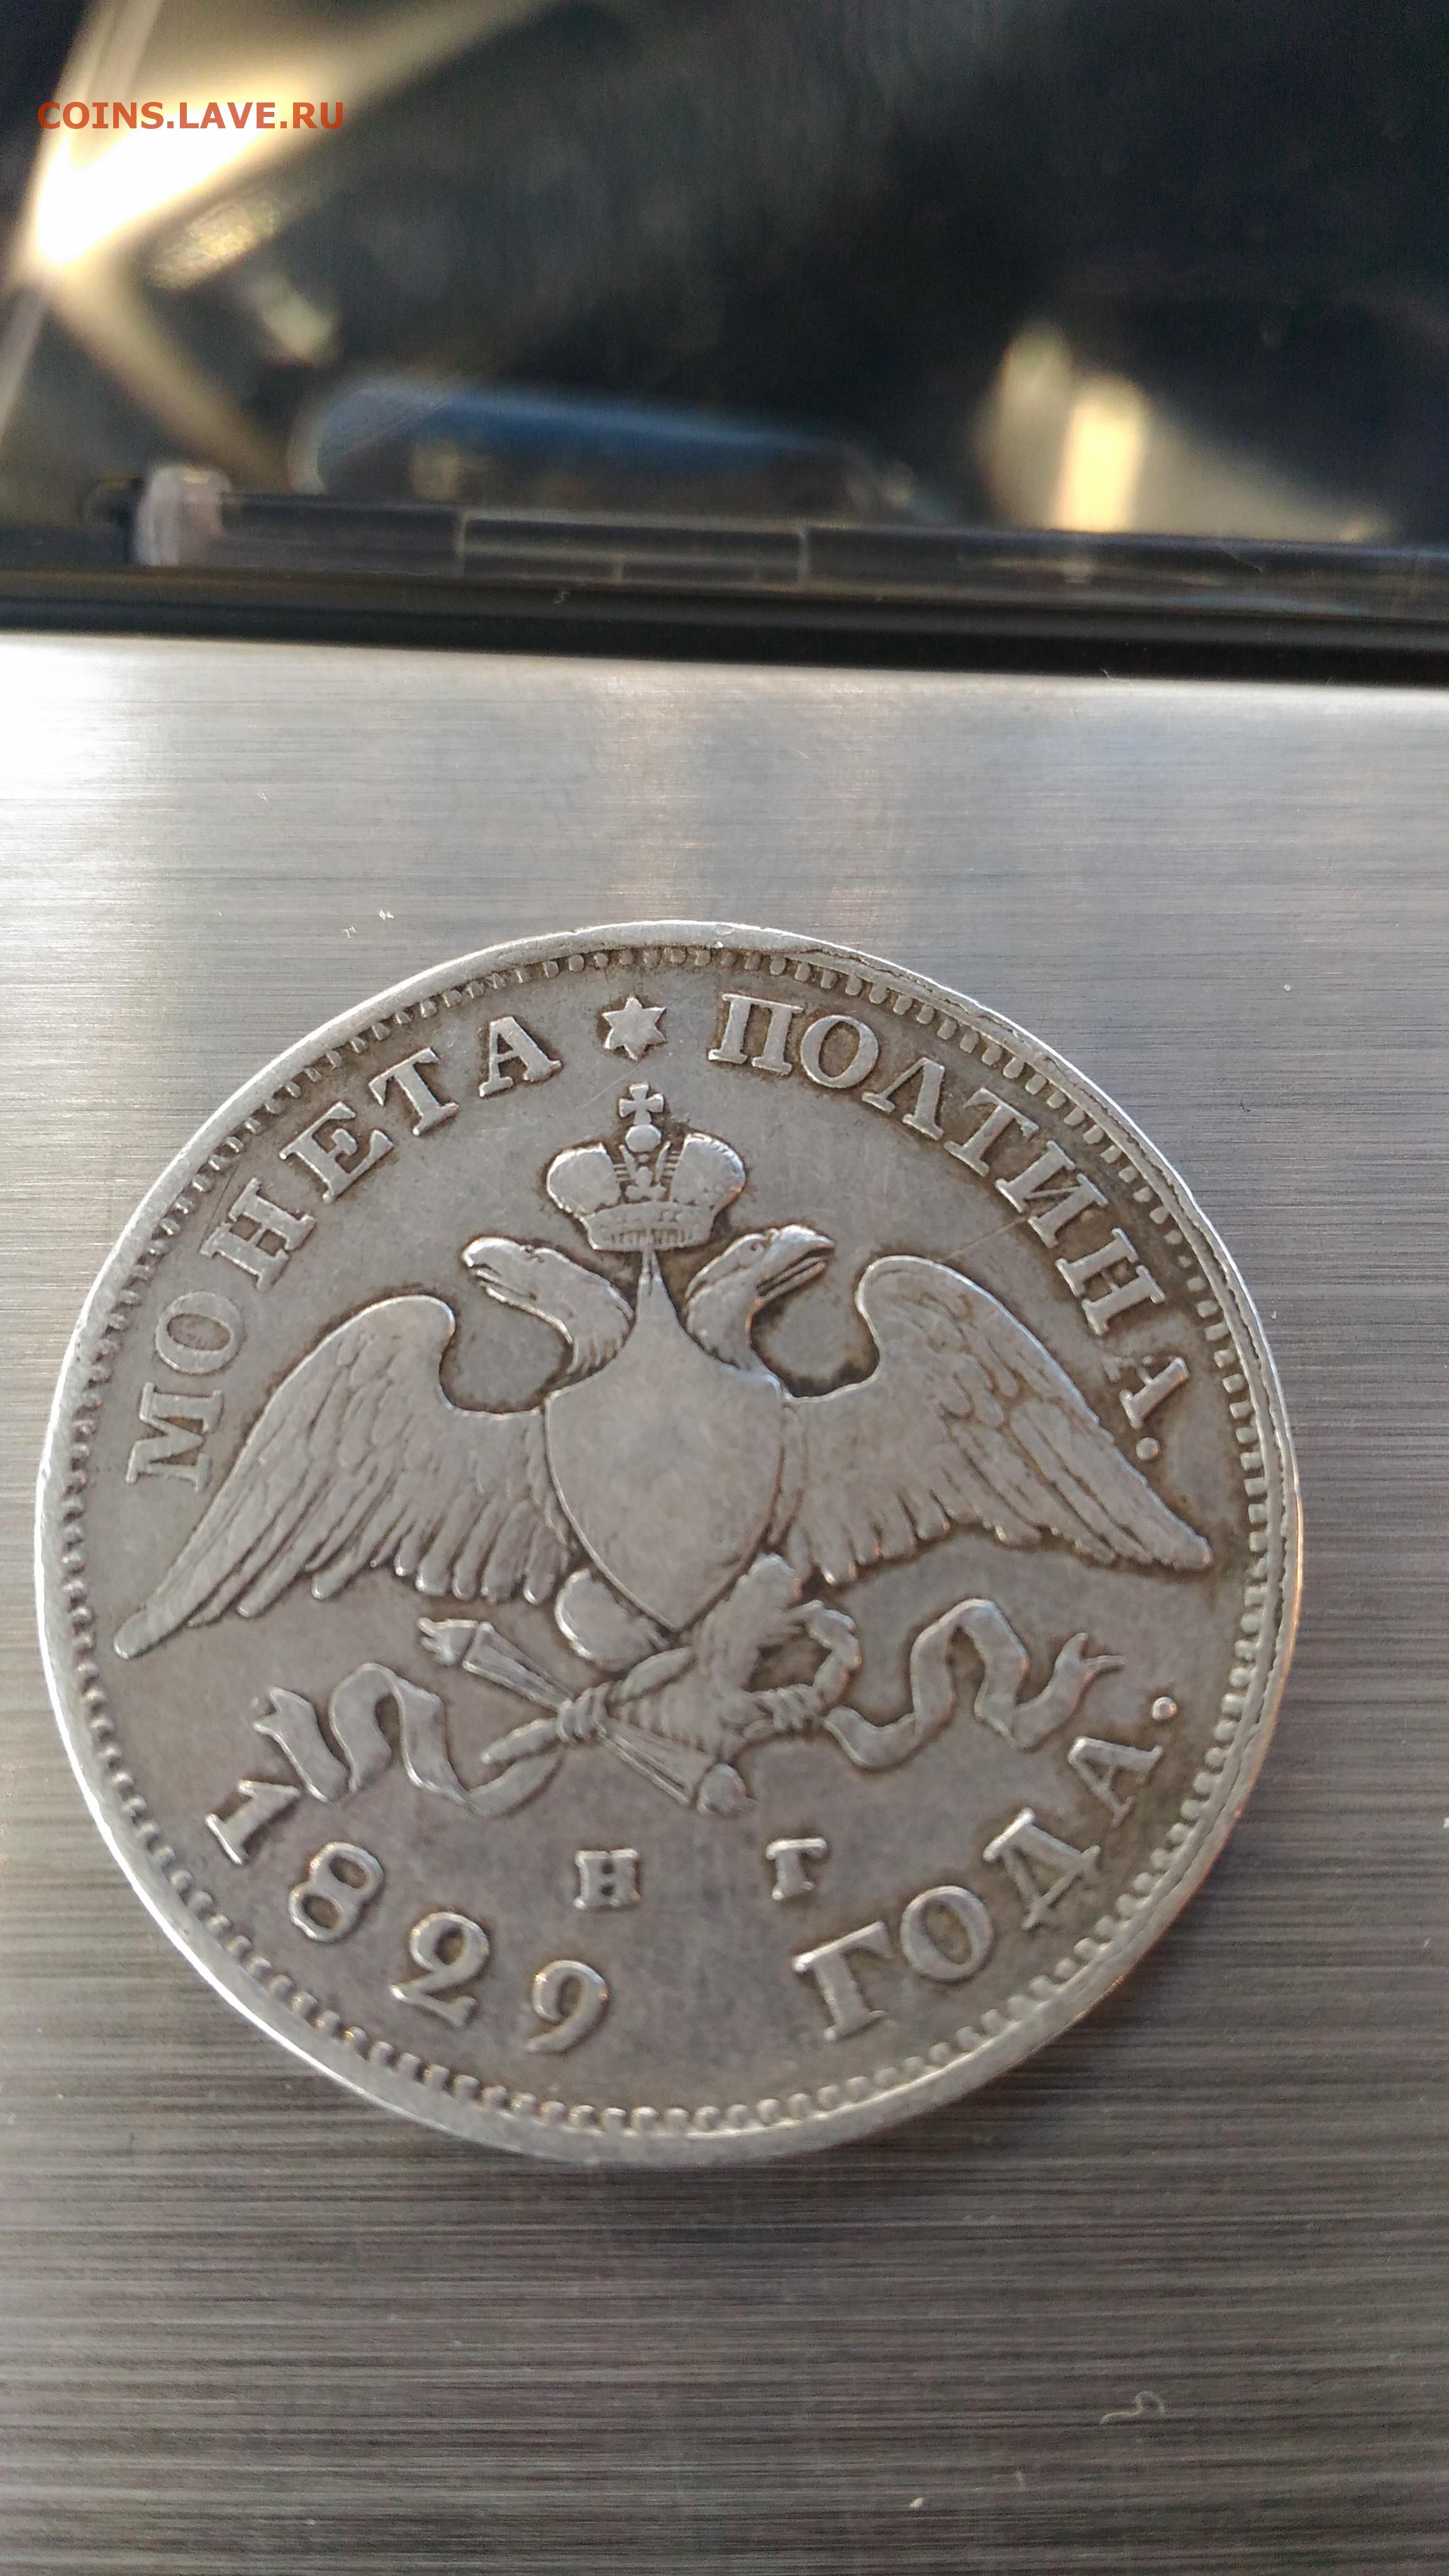 COINS.LAVE.RU
МОНЕТА ПОЛТИНА.
Н Г
1829 ГОДА.